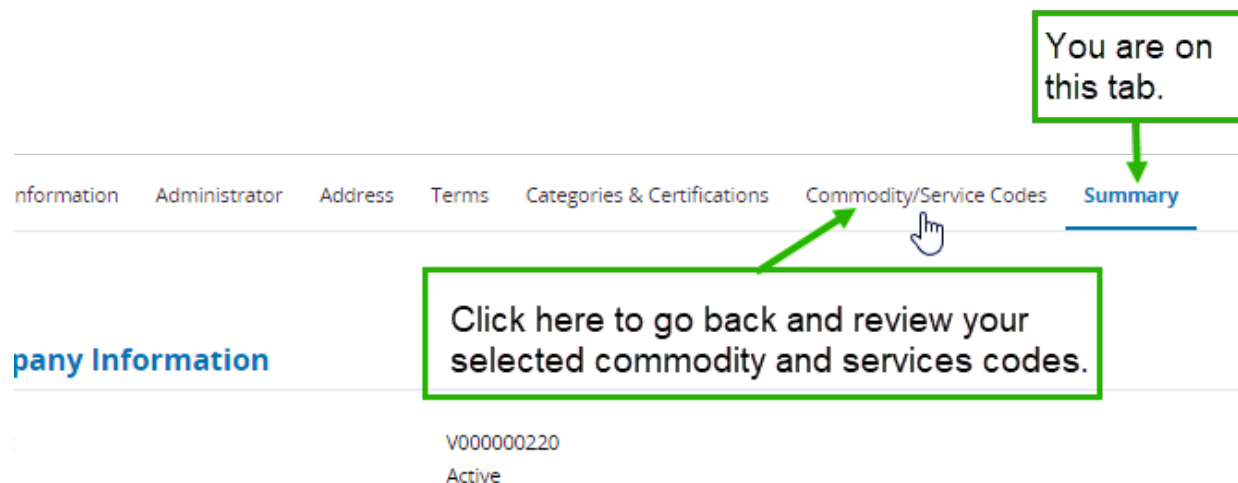 You are on
this tab.
nformation Administrator Address Terms Categories & Certifications Commodity/Service Codes Summary
Click here to go back and review your
selected commodity and services codes.
pany Information
: V000000220
Active